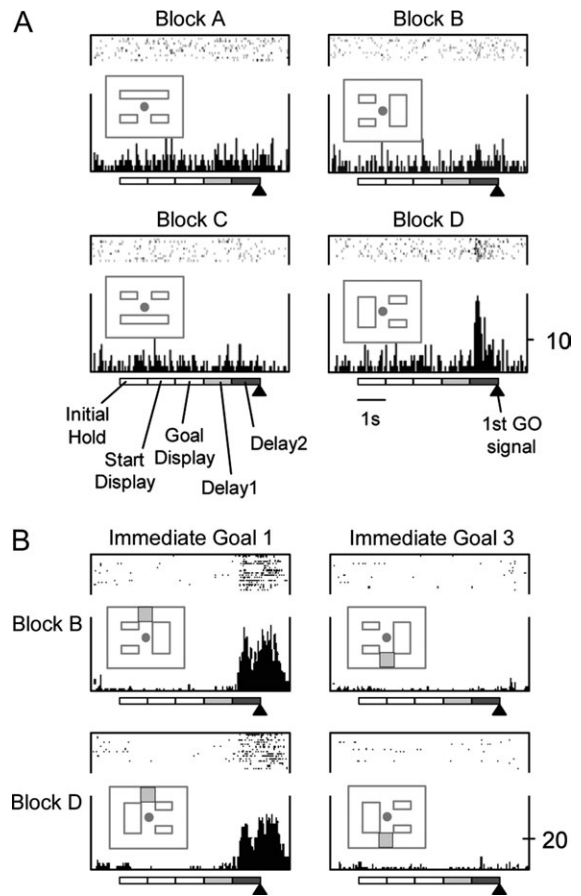 A
Block A
Block B
Block C
Block D
10
Initial
Hold
Start
Display
Goal
Display
Delay1
Delay2
1s
1st GO
signal
B
Immediate Goal 1
Immediate Goal 3
Block B
Block D
20